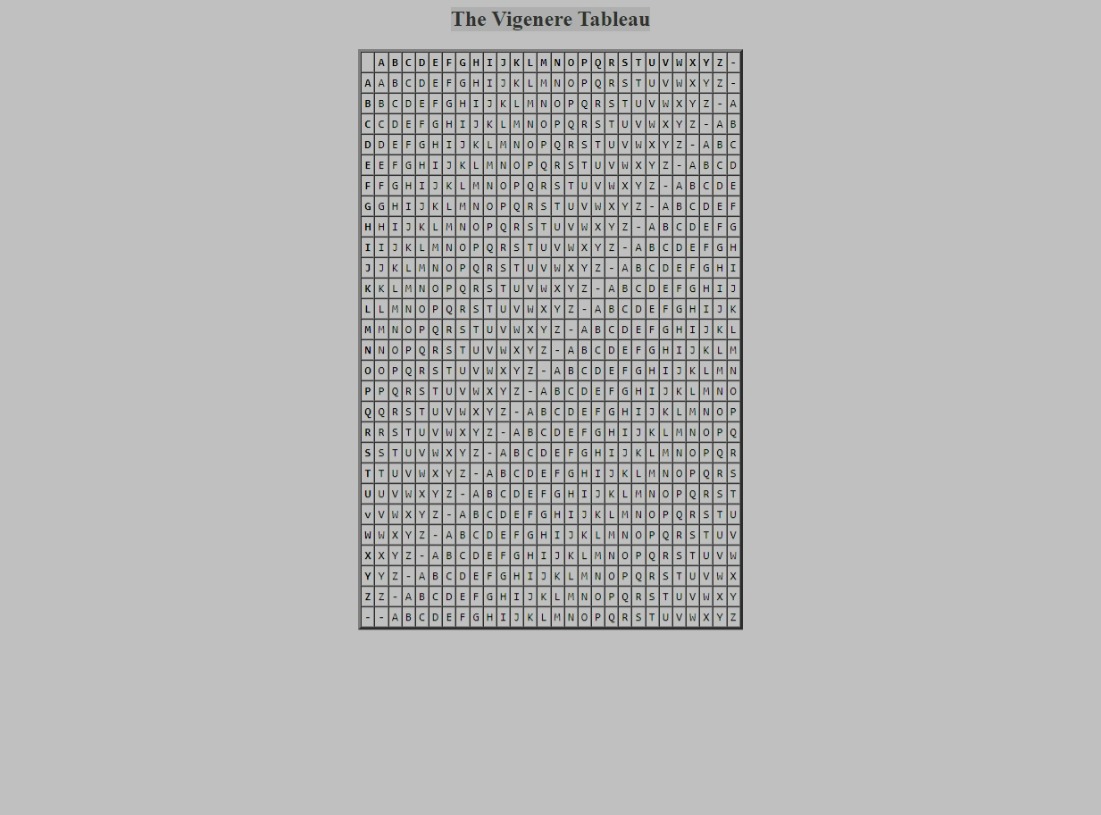 The Vigenere Tableau
A B C D E F G H I J K L M N O P Q R S T U V W X Y Z -
A A B C D E F G H I J K L M N O P Q R S T U V W X Y Z -
B B C D E F G H I J K L M N O P Q R S T U V W X Y Z - A
C C D E F G H I J K L M N O P Q R S T U V W X Y Z - A B
D D E F G H I J K L M N O P Q R S T U V W X Y Z - A B C
E E F G H I J K L M N O P Q R S T U V W X Y Z - A B C D
F F G H I J K L M N O P Q R S T U V W X Y Z - A B C D E
G G H I J K L M N O P Q R S T U V W X Y Z - A B C D E F
H H I J K L M N O P Q R S T U V W X Y Z - A B C D E F G
I I J K L M N O P Q R S T U V W X Y Z - A B C D E F G H
J J K L M N O P Q R S T U V W X Y Z - A B C D E F G H I
K K L M N O P Q R S T U V W X Y Z - A B C D E F G H I J
L L M N O P Q R S T U V W X Y Z - A B C D E F G H I J K
M M N O P Q R S T U V W X Y Z - A B C D E F G H I J K L
N N O P Q R S T U V W X Y Z - A B C D E F G H I J K L M
O O P Q R S T U V W X Y Z - A B C D E F G H I J K L M N
P P Q R S T U V W X Y Z - A B C D E F G H I J K L M N O
Q Q R S T U V W X Y Z - A B C D E F G H I J K L M N O P
R R S T U V W X Y Z - A B C D E F G H I J K L M N O P Q
S S T U V W X Y Z - A B C D E F G H I J K L M N O P Q R
T T U V W X Y Z - A B C D E F G H I J K L M N O P Q R S
U U V W X Y Z - A B C D E F G H I J K L M N O P Q R S T
v V W X Y Z - A B C D E F G H I J K L M N O P Q R S T U
W W X Y Z - A B C D E F G H I J K L M N O P Q R S T U V
X X Y Z - A B C D E F G H I J K L M N O P Q R S T U V W
Y Y Z - A B C D E F G H I J K L M N O P Q R S T U V W X
Z Z - A B C D E F G H I J K L M N O P Q R S T U V W X Y
- - A B C D E F G H I J K L M N O P Q R S T U V W X Y Z